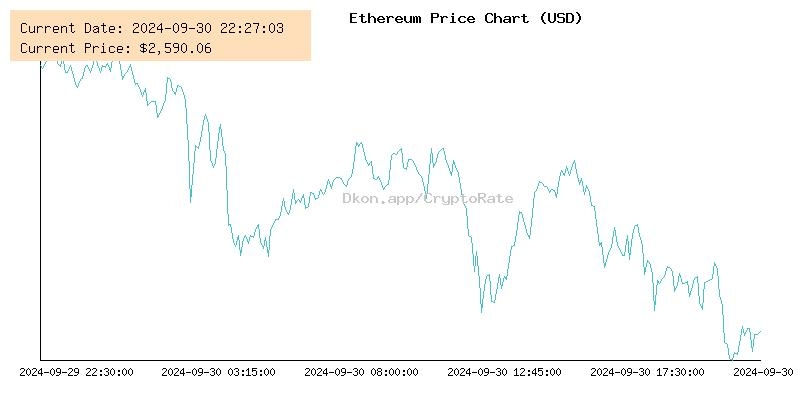 Ethereum Price Chart (USD)
Current Date: 2024-09-30 22:27:03
Current Price: $2,590.06
Dkon.app/CryptoRate
2024-09-29 22:30:00 2024-09-30 03:15:00 2024-09-30 08:00:00 2024-09-30 12:45:00 2024-09-30 17:30:00 2024-09-30